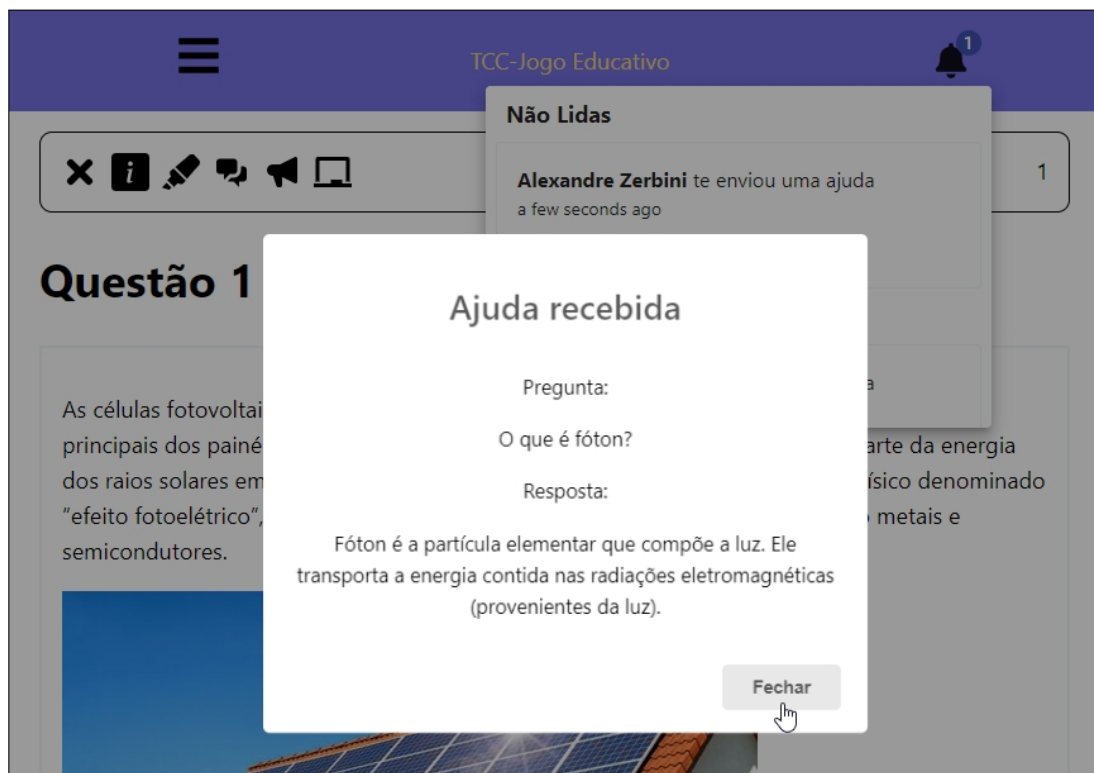 TCC-Jogo Educativo
1
Não Lidas
Alexandre Zerbini te enviou uma ajuda
a few seconds ago
1
Questão 1
Ajuda recebida
Pregunta:
O que é fóton?
Resposta:
Fóton é a partícula elementar que compõe a luz. Ele
transporta a energia contida nas radiações eletromagnéticas
(provenientes da luz).
Fechar
As células
principais dos arte da energia
dos raios solares em denominado
“efeito fotoelétrico”, metais e
semicondutores.